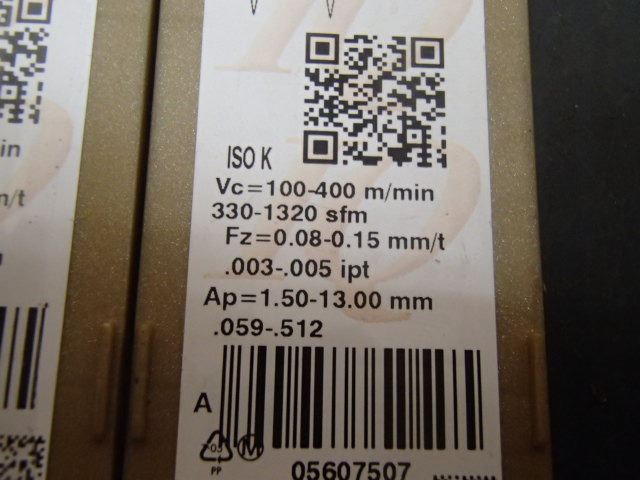 ISO K
Vc=100-400 m/min
330-1320 sfm
Fz=0.08-0.15 mm/t
.003-.005 ipt
Ap=1.50-13.00 mm
.059-.512
A
PP
M
05607507
in
n/t